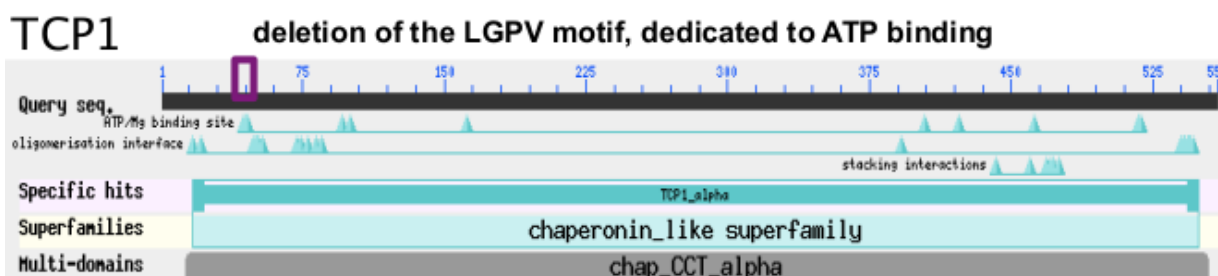 TCP1 deletion of the LGPV motif, dedicated to ATP binding
1 75 150 225 300 375 450 525 55
Query seq.
ATP/Mg binding site
oligomerisation interface
stacking interactions
Specific hits TCP1_alpha
Superfamilies chaperonin_like superfamily
Multi-domains chap_CCT_alpha